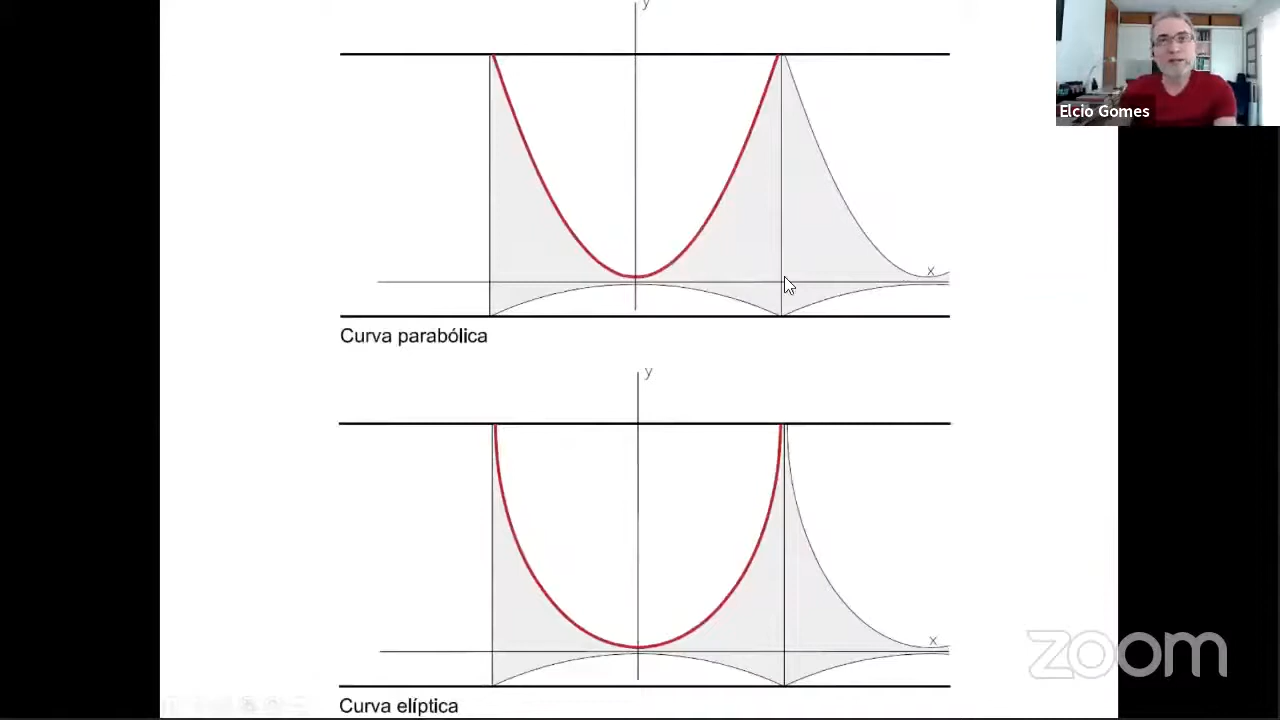 y
Elcio Gomes
x
Curva parabólica
y
x
zoom
Curva elíptica